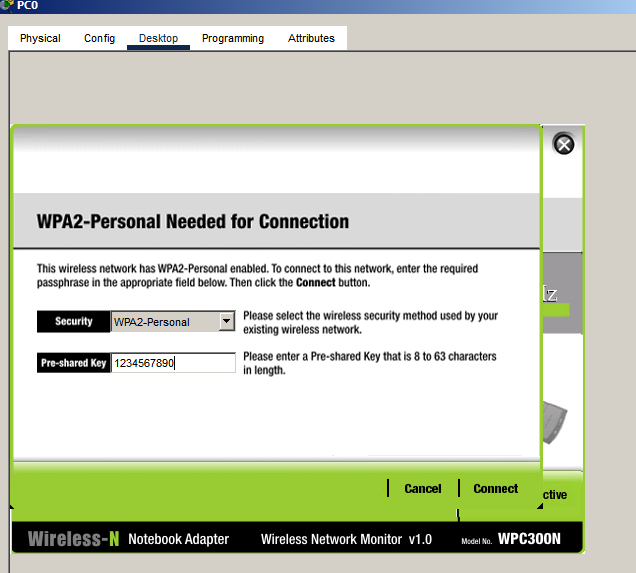 PC0
Physical Config Desktop Programming Attributes
WPA2-Personal Needed for Connection
This wireless network has WPA2-Personal enabled. To connect to this network, enter the required
passphrase in the appropriate field below. Then click the Connect button.
Security WPA2-Personal
Please select the wireless security method used by your
existing wireless network.
Pre-shared Key 1234567890
Please enter a Pre-shared Key that is 8 to 63 characters
in length.
Cancel Connect
Wireless-N Notebook Adapter Wireless Network Monitor v1.0 Model No. WPC300N